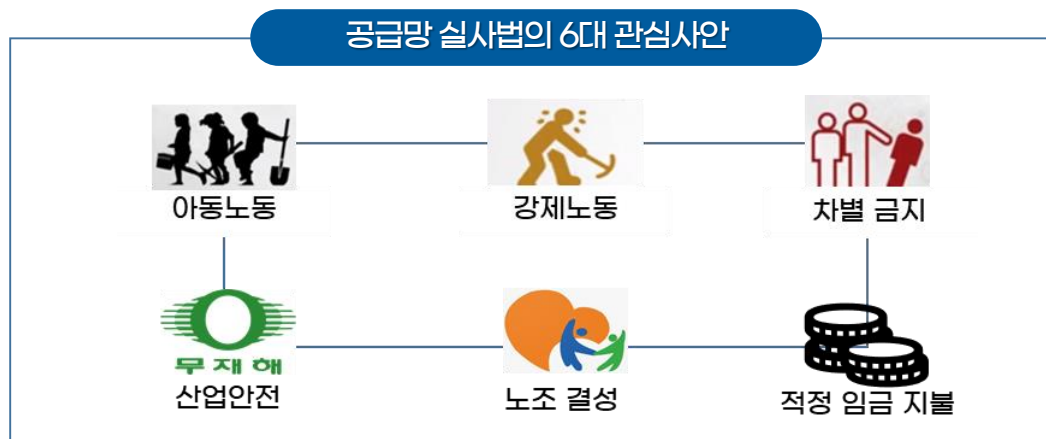 공급망 실사법의 6대 관심사안
아동노동
강제노동
차별 금지
무재해
산업안전
노조 결성
적정 임금 지불